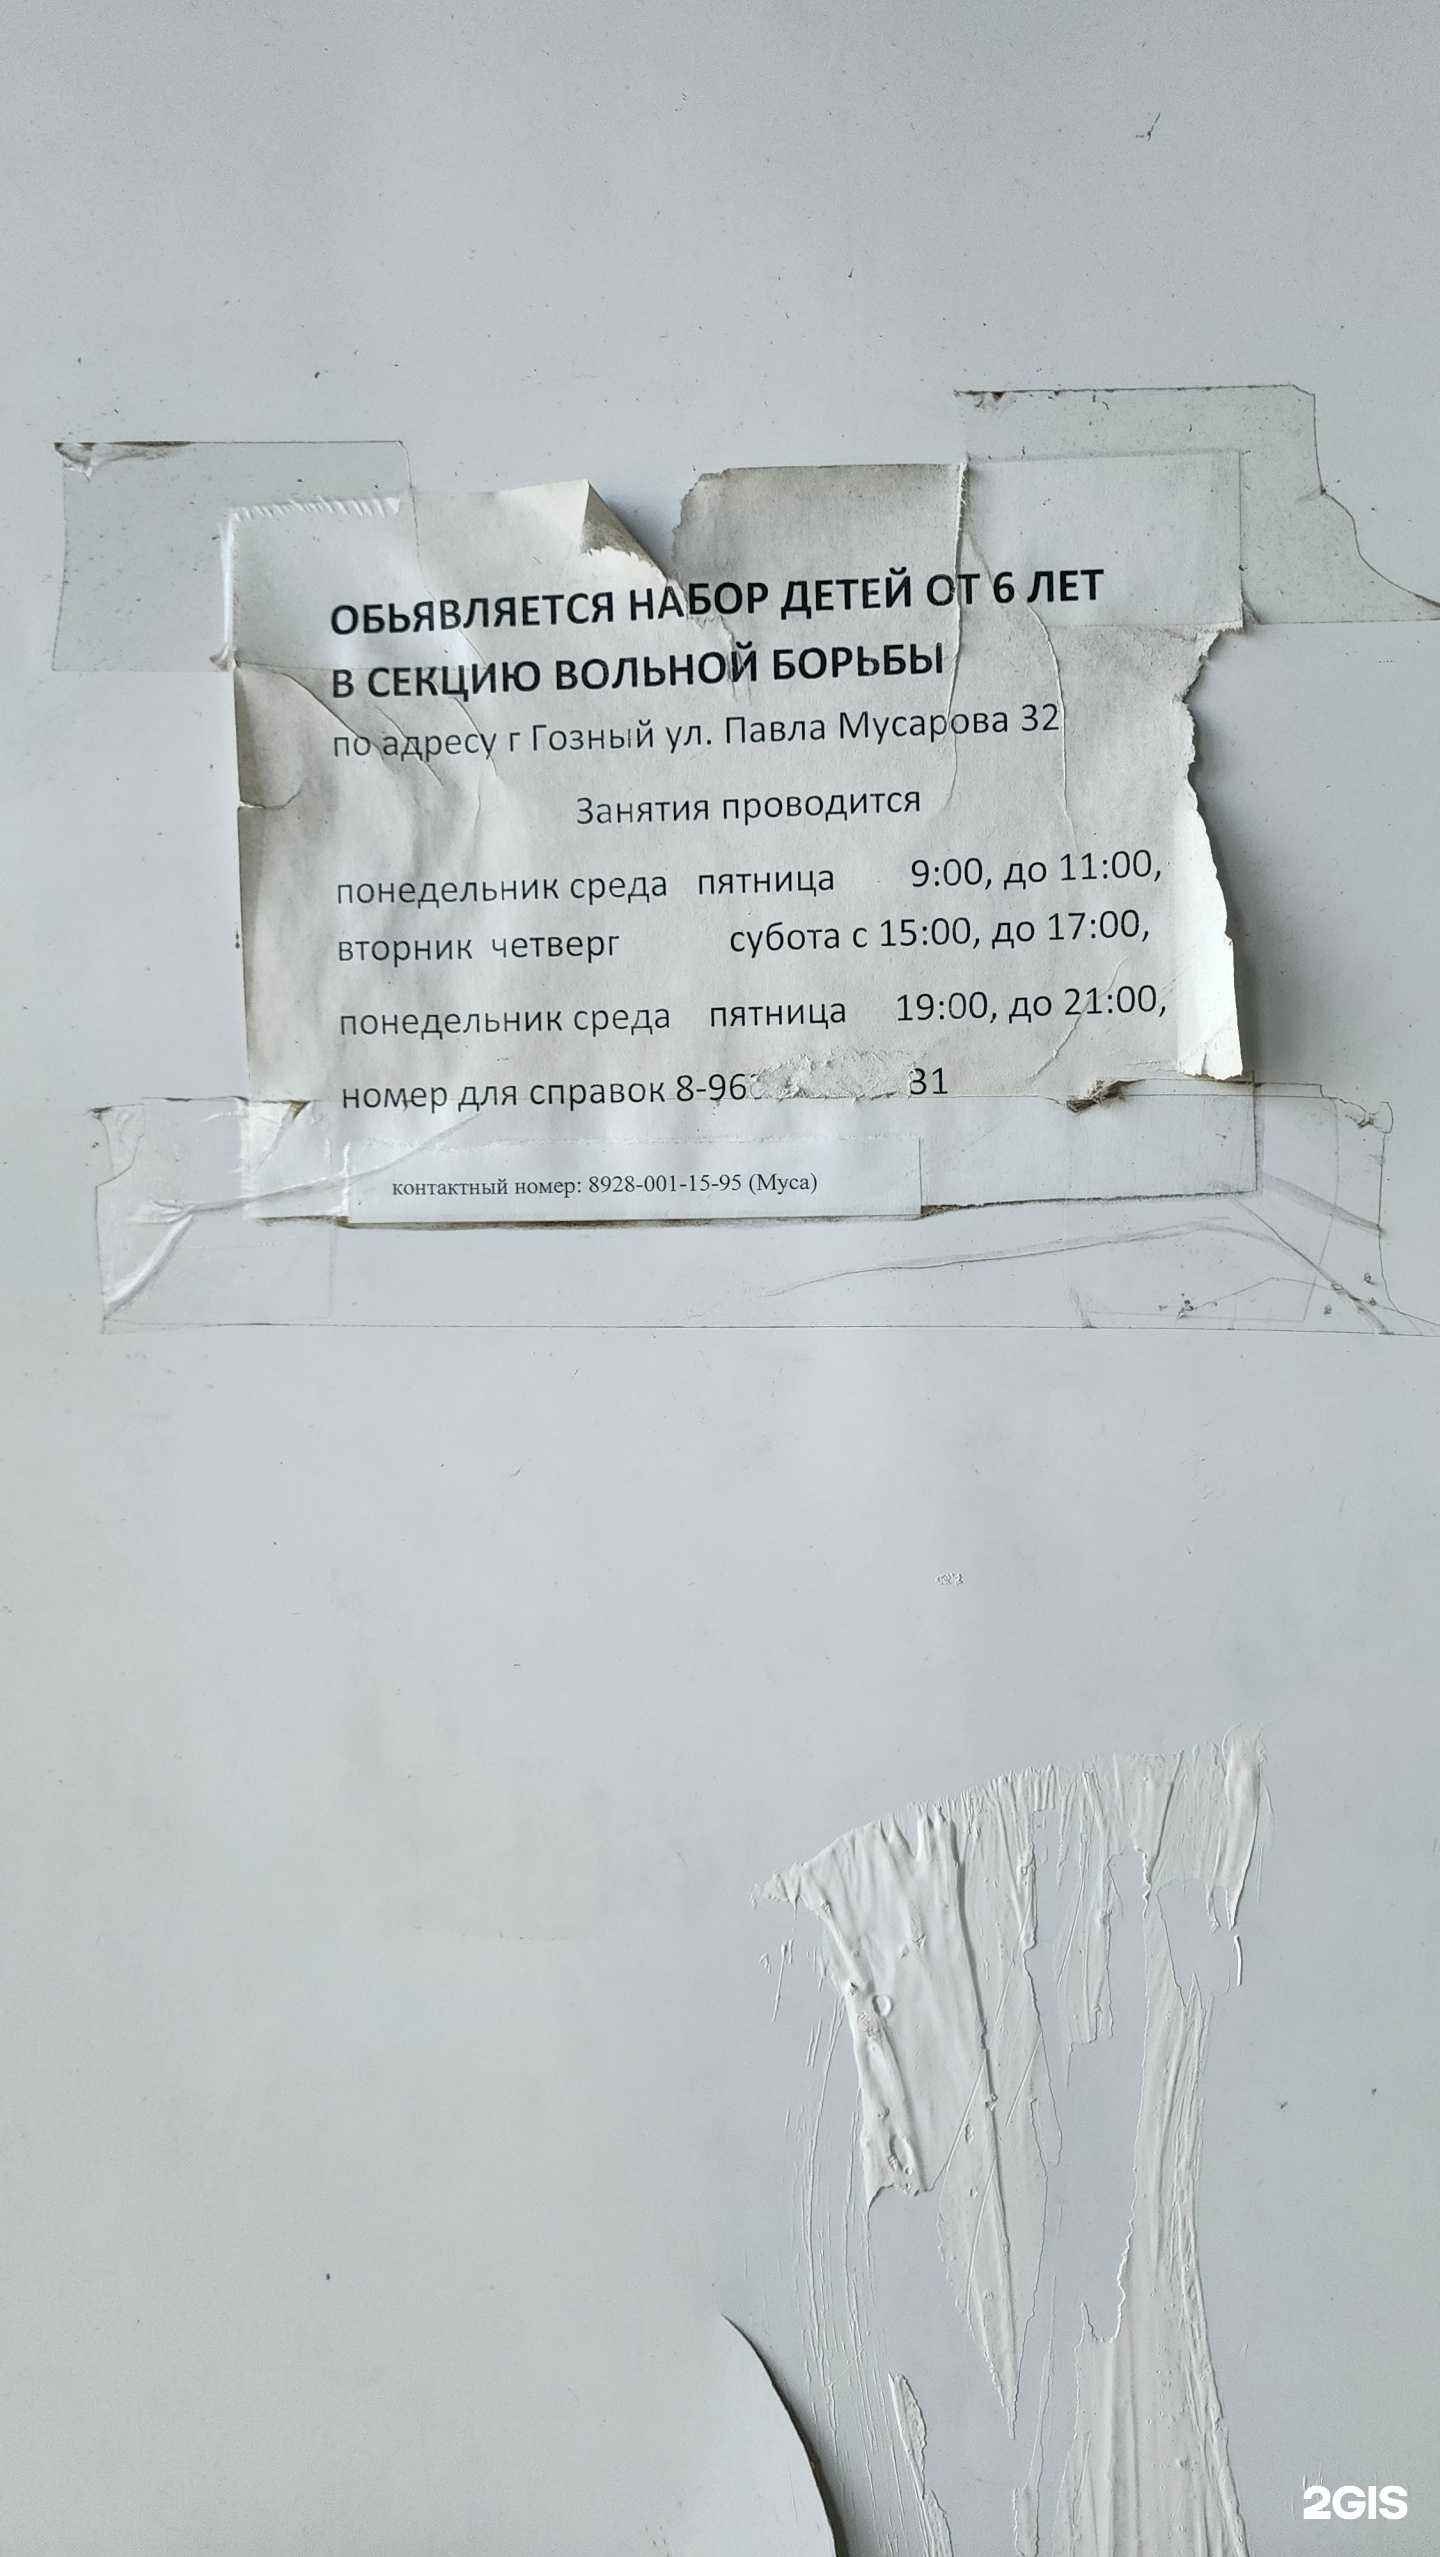 ОБЬЯВЛЯЕТСЯ НАБОР ДЕТЕЙ ОТ 6 ЛЕТ
В СЕКЦИЮ ВОЛЬНОЙ БОРЬБЫ
по адресу г Гозный ул. Павла Мусарова 32
Занятия проводится
понедельник среда пятница 9:00, до 11:00,
вторник четверг субота с 15:00, до 17:00,
понедельник среда пятница 19:00, до 21:00,
номер для справок 8-96 31
контактный номер: 8928-001-15-95 (Муса)
2GIS